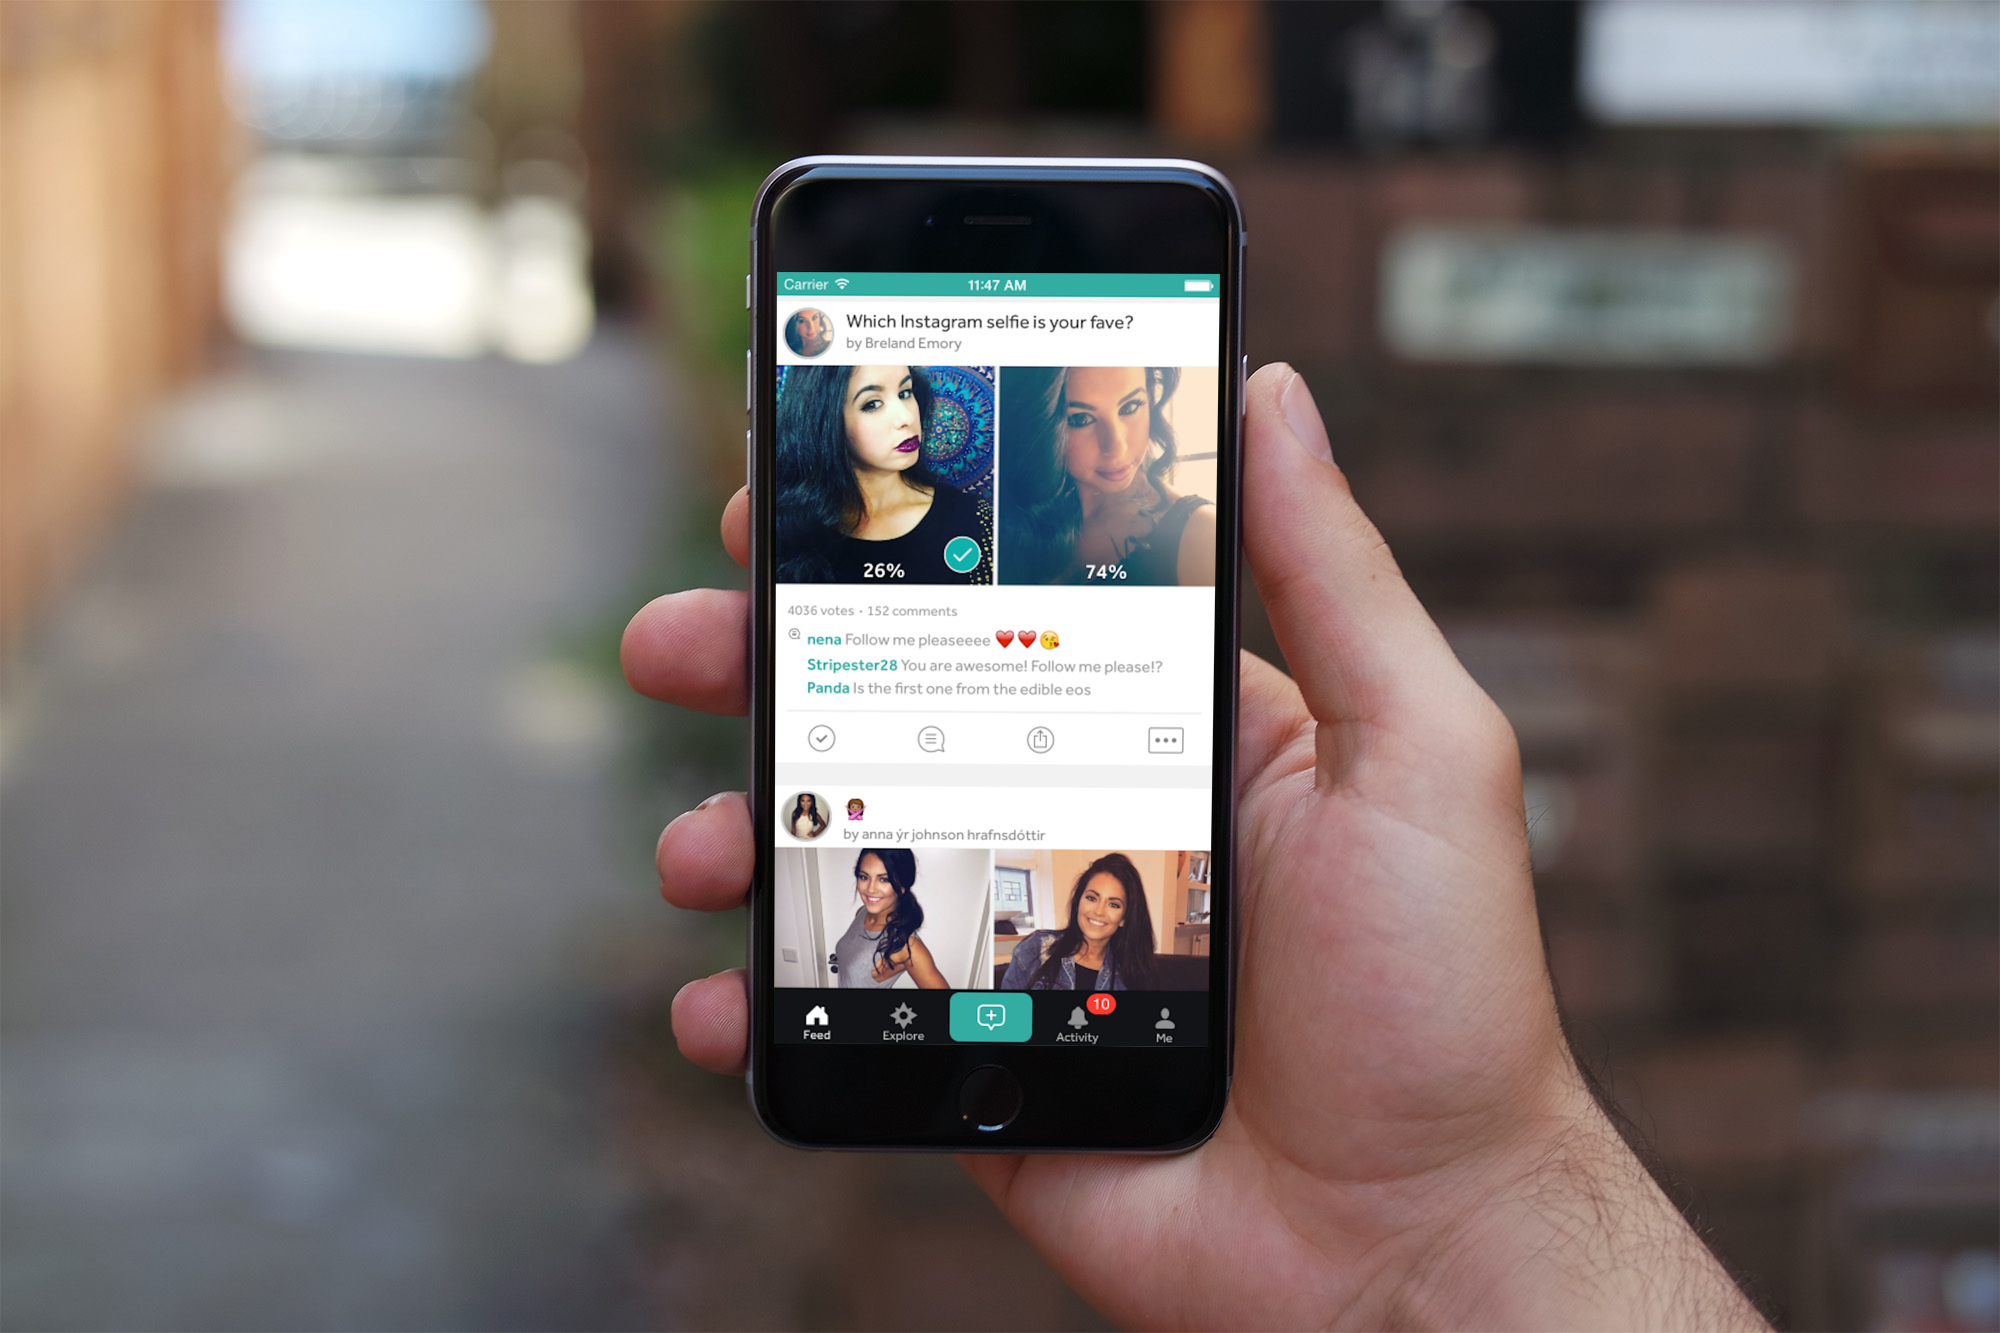 Carrier 11:47 AM
Which Instagram selfie is your fave?
by Breland Emory
26% 74%
4036 votes • 152 comments
nena Follow me pleaseeee ❤️❤️😘
Stripester28 You are awesome! Follow me please!?
Panda Is the first one from the edible eos
🙅🏽
by anna ýr johnson hrafnsdóttir
10
Feed Explore Activity Me